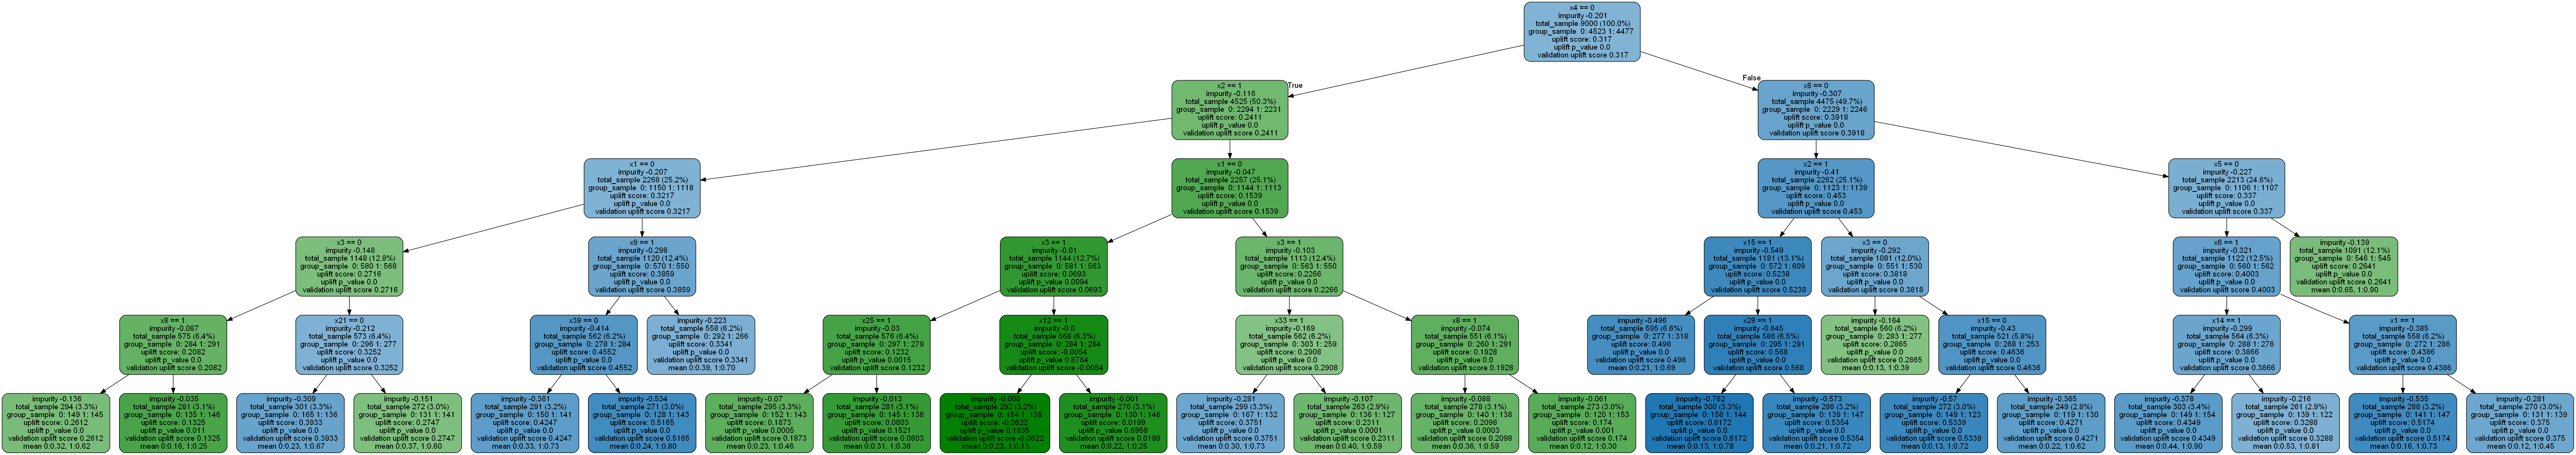 x4 == 0
impurity -0.201
total_sample 9000 (100.0%)
group_sample 0: 4523 1: 4477
uplift score: 0.317
uplift p_value 0.0
validation uplift score 0.317
True
False
x2 == 1
impurity -0.116
total_sample 4525 (50.3%)
group_sample 0: 2294 1: 2231
uplift score: 0.2411
uplift p_value 0.0
validation uplift score 0.2411
x8 == 0
impurity -0.307
total_sample 4475 (49.7%)
group_sample 0: 2229 1: 2246
uplift score: 0.3918
uplift p_value 0.0
validation uplift score 0.3918
x1 == 0
impurity -0.207
total_sample 2268 (25.2%)
group_sample 0: 1150 1: 1118
uplift score: 0.3217
uplift p_value 0.0
validation uplift score 0.3217
x1 == 0
impurity -0.047
total_sample 2257 (25.1%)
group_sample 0: 1144 1: 1113
uplift score: 0.1539
uplift p_value 0.0
validation uplift score 0.1539
x2 == 1
impurity -0.41
total_sample 2262 (25.1%)
group_sample 0: 1123 1: 1139
uplift score: 0.453
uplift p_value 0.0
validation uplift score 0.453
x5 == 0
impurity -0.227
total_sample 2213 (24.6%)
group_sample 0: 1106 1: 1107
uplift score: 0.337
uplift p_value 0.0
validation uplift score 0.337
x3 == 0
impurity -0.148
total_sample 1148 (12.8%)
group_sample 0: 580 1: 568
uplift score: 0.2716
uplift p_value 0.0
validation uplift score 0.2716
x9 == 1
impurity -0.298
total_sample 1120 (12.4%)
group_sample 0: 570 1: 550
uplift score: 0.3859
uplift p_value 0.0
validation uplift score 0.3859
x3 == 1
impurity -0.01
total_sample 1144 (12.7%)
group_sample 0: 581 1: 563
uplift score: 0.0693
uplift p_value 0.0094
validation uplift score 0.0693
x3 == 1
impurity -0.103
total_sample 1113 (12.4%)
group_sample 0: 563 1: 550
uplift score: 0.2266
uplift p_value 0.0
validation uplift score 0.2266
x15 == 1
impurity -0.549
total_sample 1181 (13.1%)
group_sample 0: 572 1: 609
uplift score: 0.5238
uplift p_value 0.0
validation uplift score 0.5238
x3 == 0
impurity -0.292
total_sample 1081 (12.0%)
group_sample 0: 551 1: 530
uplift score: 0.3818
uplift p_value 0.0
validation uplift score 0.3818
x6 == 1
impurity -0.321
total_sample 1122 (12.5%)
group_sample 0: 560 1: 562
uplift score: 0.4003
uplift p_value 0.0
validation uplift score 0.4003
impurity -0.139
total_sample 1091 (12.1%)
group_sample 0: 546 1: 545
uplift score: 0.2641
uplift p_value 0.0
validation uplift score 0.2641
mean 0:0.65, 1:0.90
x8 == 1
impurity -0.087
total_sample 575 (6.4%)
group_sample 0: 284 1: 291
uplift score: 0.2082
uplift p_value 0.0
validation uplift score 0.2082
x21 == 0
impurity -0.212
total_sample 573 (6.4%)
group_sample 0: 296 1: 277
uplift score: 0.3252
uplift p_value 0.0
validation uplift score 0.3252
x39 == 0
impurity -0.414
total_sample 562 (6.2%)
group_sample 0: 278 1: 284
uplift score: 0.4552
uplift p_value 0.0
validation uplift score 0.4552
impurity -0.223
total_sample 558 (6.2%)
group_sample 0: 292 1: 266
uplift score: 0.3341
uplift p_value 0.0
validation uplift score 0.3341
mean 0:0.39, 1:0.70
x25 == 1
impurity -0.03
total_sample 576 (6.4%)
group_sample 0: 297 1: 279
uplift score: 0.1232
uplift p_value 0.0015
validation uplift score 0.1232
x12 == 1
impurity -0.0
total_sample 568 (6.3%)
group_sample 0: 284 1: 284
uplift score: -0.0054
uplift p_value 0.8784
validation uplift score -0.0054
x33 == 1
impurity -0.169
total_sample 562 (6.2%)
group_sample 0: 303 1: 259
uplift score: 0.2908
uplift p_value 0.0
validation uplift score 0.2908
x8 == 1
impurity -0.074
total_sample 551 (6.1%)
group_sample 0: 260 1: 291
uplift score: 0.1928
uplift p_value 0.0
validation uplift score 0.1928
impurity -0.496
total_sample 595 (6.6%)
group_sample 0: 277 1: 318
uplift score: 0.498
uplift p_value 0.0
validation uplift score 0.498
mean 0:0.21, 1:0.69
x28 == 1
impurity -0.645
total_sample 586 (6.5%)
group_sample 0: 295 1: 291
uplift score: 0.568
uplift p_value 0.0
validation uplift score 0.568
impurity -0.164
total_sample 560 (6.2%)
group_sample 0: 283 1: 277
uplift score: 0.2865
uplift p_value 0.0
validation uplift score 0.2865
mean 0:0.13, 1:0.39
x15 == 0
impurity -0.43
total_sample 521 (5.8%)
group_sample 0: 268 1: 253
uplift score: 0.4636
uplift p_value 0.0
validation uplift score 0.4636
x14 == 1
impurity -0.299
total_sample 564 (6.3%)
group_sample 0: 288 1: 276
uplift score: 0.3866
uplift p_value 0.0
validation uplift score 0.3866
x1 == 1
impurity -0.385
total_sample 558 (6.2%)
group_sample 0: 272 1: 286
uplift score: 0.4386
uplift p_value 0.0
validation uplift score 0.4386
impurity -0.136
total_sample 294 (3.3%)
group_sample 0: 149 1: 145
uplift score: 0.2612
uplift p_value 0.0
validation uplift score 0.2612
mean 0:0.32, 1:0.62
impurity -0.035
total_sample 281 (3.1%)
group_sample 0: 135 1: 146
uplift score: 0.1325
uplift p_value 0.011
validation uplift score 0.1325
mean 0:0.16, 1:0.25
impurity -0.309
total_sample 301 (3.3%)
group_sample 0: 165 1: 136
uplift score: 0.3933
uplift p_value 0.0
validation uplift score 0.3933
mean 0:0.23, 1:0.67
impurity -0.151
total_sample 272 (3.0%)
group_sample 0: 131 1: 141
uplift score: 0.2747
uplift p_value 0.0
validation uplift score 0.2747
mean 0:0.37, 1:0.60
impurity -0.361
total_sample 291 (3.2%)
group_sample 0: 150 1: 141
uplift score: 0.4247
uplift p_value 0.0
validation uplift score 0.4247
mean 0:0.33, 1:0.73
impurity -0.534
total_sample 271 (3.0%)
group_sample 0: 128 1: 143
uplift score: 0.5165
uplift p_value 0.0
validation uplift score 0.5165
mean 0:0.24, 1:0.80
impurity -0.07
total_sample 295 (3.3%)
group_sample 0: 152 1: 143
uplift score: 0.1873
uplift p_value 0.0005
validation uplift score 0.1873
mean 0:0.23, 1:0.46
impurity -0.013
total_sample 281 (3.1%)
group_sample 0: 145 1: 136
uplift score: 0.0803
uplift p_value 0.1521
validation uplift score 0.0803
mean 0:0.31, 1:0.36
impurity -0.008
total_sample 292 (3.2%)
group_sample 0: 154 1: 138
uplift score: -0.0622
uplift p_value 0.1835
validation uplift score -0.0622
mean 0:0.23, 1:0.13
impurity -0.001
total_sample 276 (3.1%)
group_sample 0: 130 1: 146
uplift score: 0.0199
uplift p_value 0.6958
validation uplift score 0.0199
mean 0:0.22, 1:0.25
impurity -0.281
total_sample 299 (3.3%)
group_sample 0: 167 1: 132
uplift score: 0.3751
uplift p_value 0.0
validation uplift score 0.3751
mean 0:0.30, 1:0.73
impurity -0.107
total_sample 263 (2.9%)
group_sample 0: 136 1: 127
uplift score: 0.2311
uplift p_value 0.0001
validation uplift score 0.2311
mean 0:0.40, 1:0.59
impurity -0.088
total_sample 278 (3.1%)
group_sample 0: 140 1: 138
uplift score: 0.2098
uplift p_value 0.0003
validation uplift score 0.2098
mean 0:0.36, 1:0.59
impurity -0.061
total_sample 273 (3.0%)
group_sample 0: 120 1: 153
uplift score: 0.174
uplift p_value 0.001
validation uplift score 0.174
mean 0:0.12, 1:0.30
impurity -0.762
total_sample 300 (3.3%)
group_sample 0: 156 1: 144
uplift score: 0.6172
uplift p_value 0.0
validation uplift score 0.6172
mean 0:0.13, 1:0.78
impurity -0.573
total_sample 286 (3.2%)
group_sample 0: 139 1: 147
uplift score: 0.5354
uplift p_value 0.0
validation uplift score 0.5354
mean 0:0.21, 1:0.72
impurity -0.57
total_sample 272 (3.0%)
group_sample 0: 149 1: 123
uplift score: 0.5339
uplift p_value 0.0
validation uplift score 0.5339
mean 0:0.13, 1:0.72
impurity -0.365
total_sample 249 (2.8%)
group_sample 0: 119 1: 130
uplift score: 0.4271
uplift p_value 0.0
validation uplift score 0.4271
mean 0:0.22, 1:0.62
impurity -0.378
total_sample 303 (3.4%)
group_sample 0: 149 1: 154
uplift score: 0.4349
uplift p_value 0.0
validation uplift score 0.4349
mean 0:0.44, 1:0.90
impurity -0.216
total_sample 261 (2.9%)
group_sample 0: 139 1: 122
uplift score: 0.3288
uplift p_value 0.0
validation uplift score 0.3288
mean 0:0.53, 1:0.81
impurity -0.535
total_sample 288 (3.2%)
group_sample 0: 141 1: 147
uplift score: 0.5174
uplift p_value 0.0
validation uplift score 0.5174
mean 0:0.16, 1:0.73
impurity -0.281
total_sample 270 (3.0%)
group_sample 0: 131 1: 139
uplift score: 0.375
uplift p_value 0.0
validation uplift score 0.375
mean 0:0.12, 1:0.45